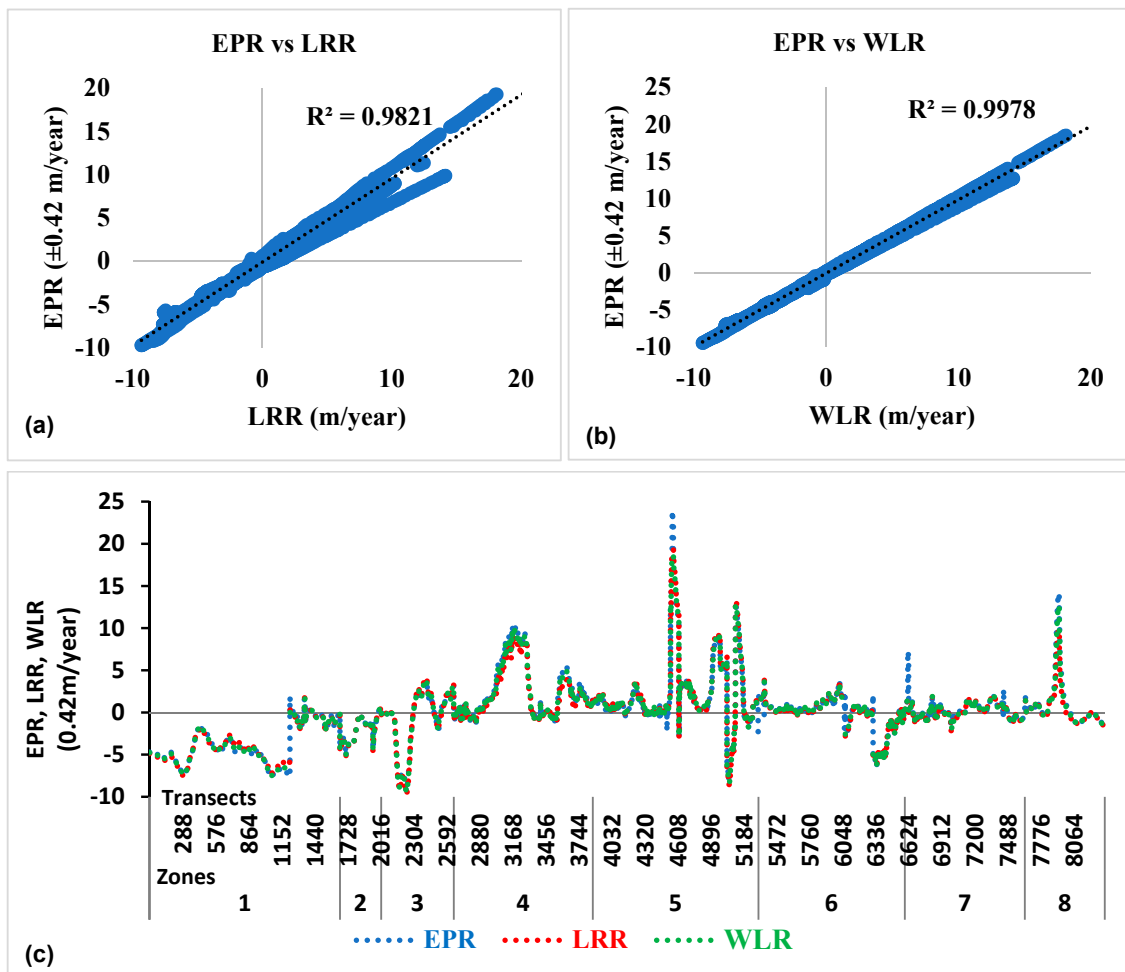 EPR vs LRR
R² = 0.9821
20
15
10
5
0
-5
-10
-10 0 10 20
EPR (±0.42 m/year)
LRR (m/year)
(a)
EPR vs WLR
R² = 0.9978
25
20
15
10
5
0
-5
-10
-10 0 10 20
EPR (±0.42 m/year)
WLR (m/year)
(b)
25
20
15
10
5
0
-5
-10
EPR, LRR, WLR
(0.42m/year)
Transects
288 576 864 1152 1440 1728 2016 2304 2592 2880 3168 3456 3744 4032 4320 4608 4896 5184 5472 5760 6048 6336 6624 6912 7200 7488 7776 8064
Zones
1 2 3 4 5 6 7 8
EPR LRR WLR
(c)